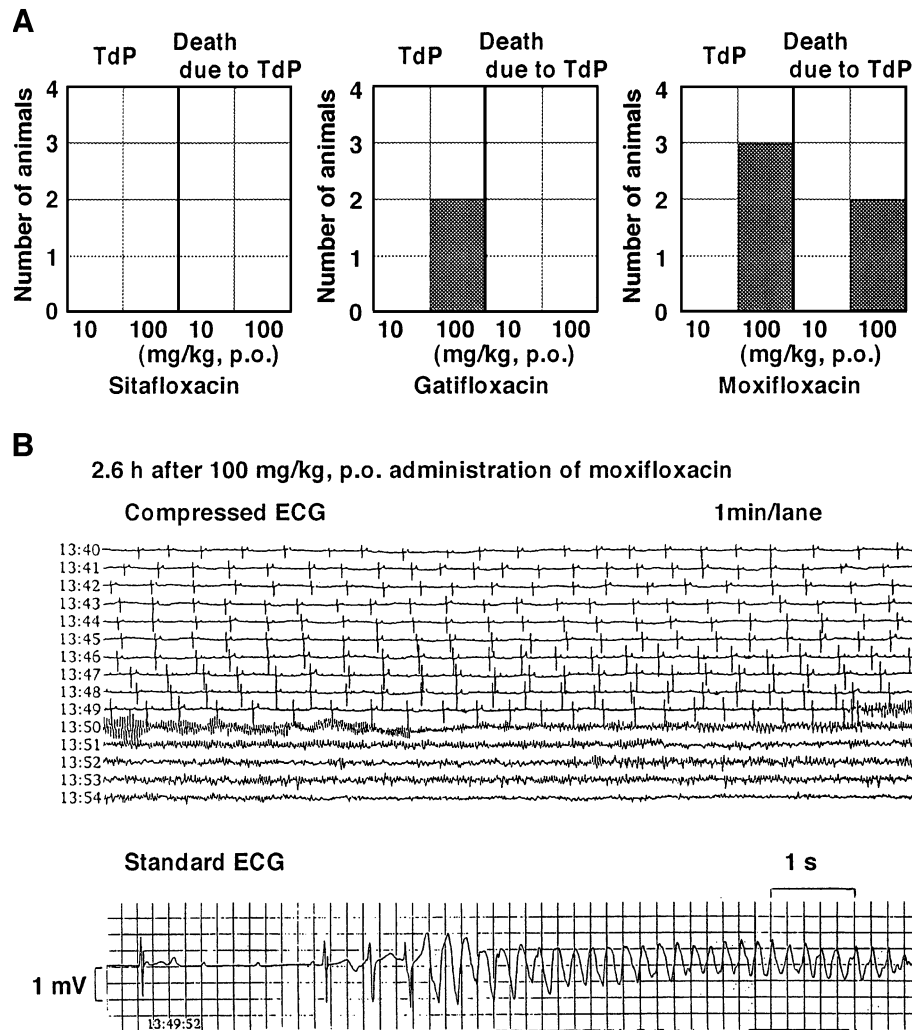 A
TdP Death due to TdP
Number of animals
4
3
2
1
0
10 100 10 100
(mg/kg, p.o.)
Sitafloxacin
TdP Death due to TdP
Number of animals
4
3
2
1
0
10 100 10 100
(mg/kg, p.o.)
Gatifloxacin
TdP Death due to TdP
Number of animals
4
3
2
1
0
10 100 10 100
(mg/kg, p.o.)
Moxifloxacin
B
2.6 h after 100 mg/kg, p.o. administration of moxifloxacin
Compressed ECG 1min/lane
13:40
13:41
13:42
13:43
13:44
13:45
13:46
13:47
13:48
13:49
13:50
13:51
13:52
13:53
13:54
Standard ECG 1 s
1 mV
13:49:52